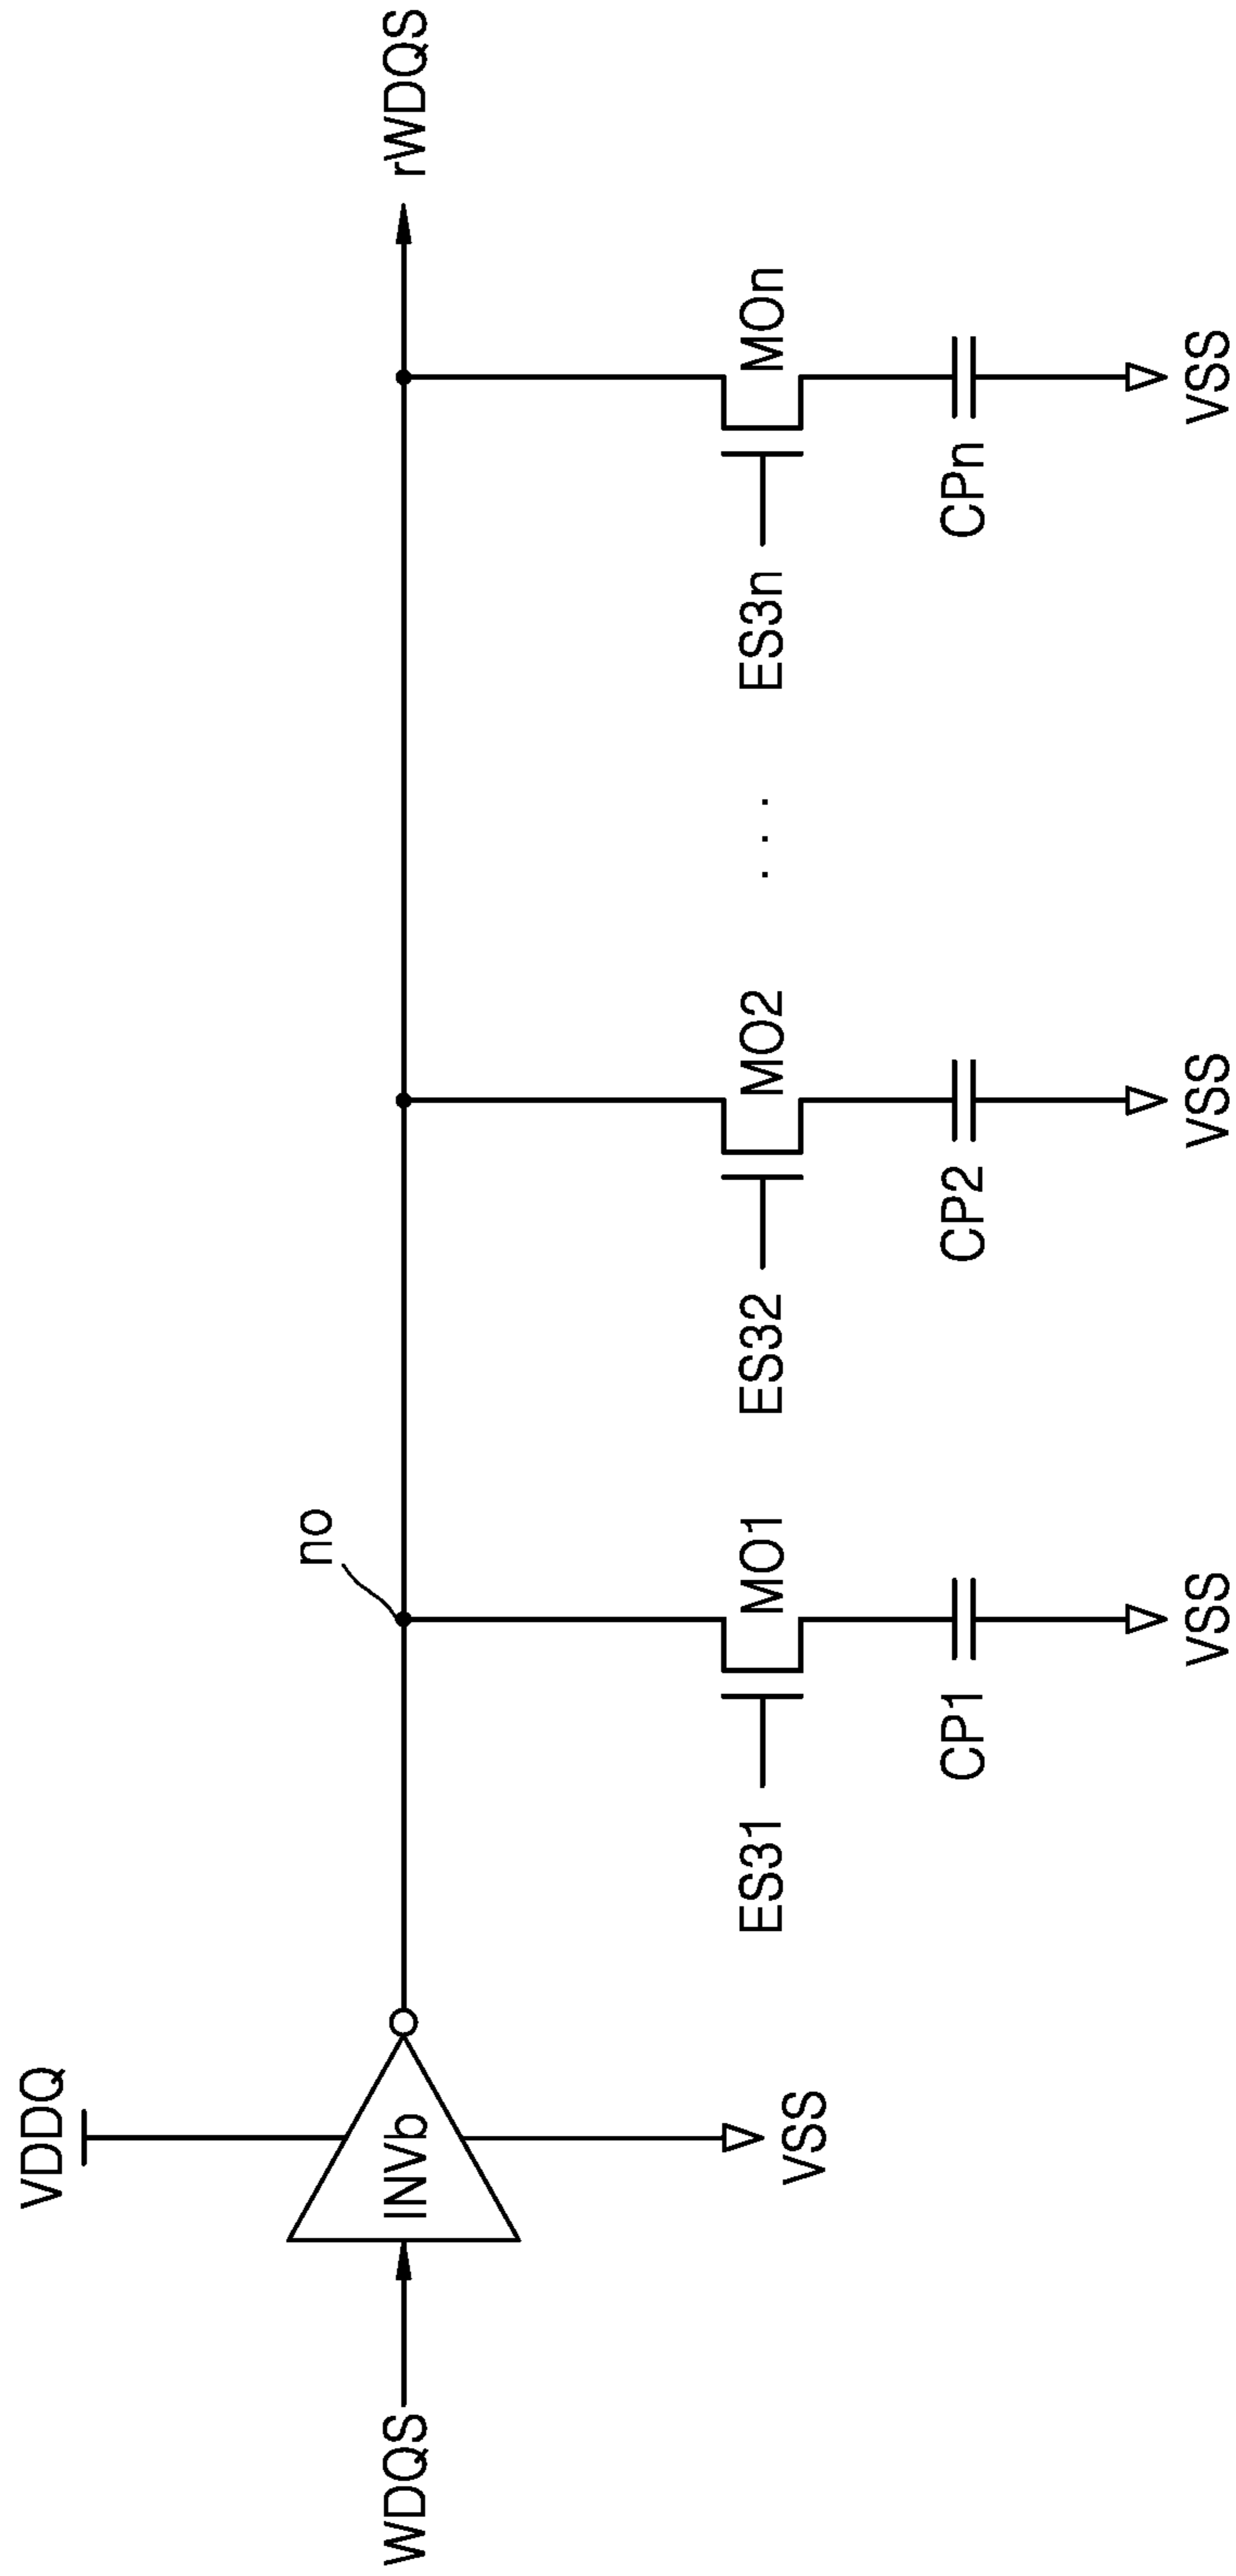 VDDQ
no
WDQS
INVb
rWDQS
VSS
ES31
MO1
ES32
MO2
. . .
ES3n
MOn
CP1
CP2
CPn
VSS
VSS
VSS